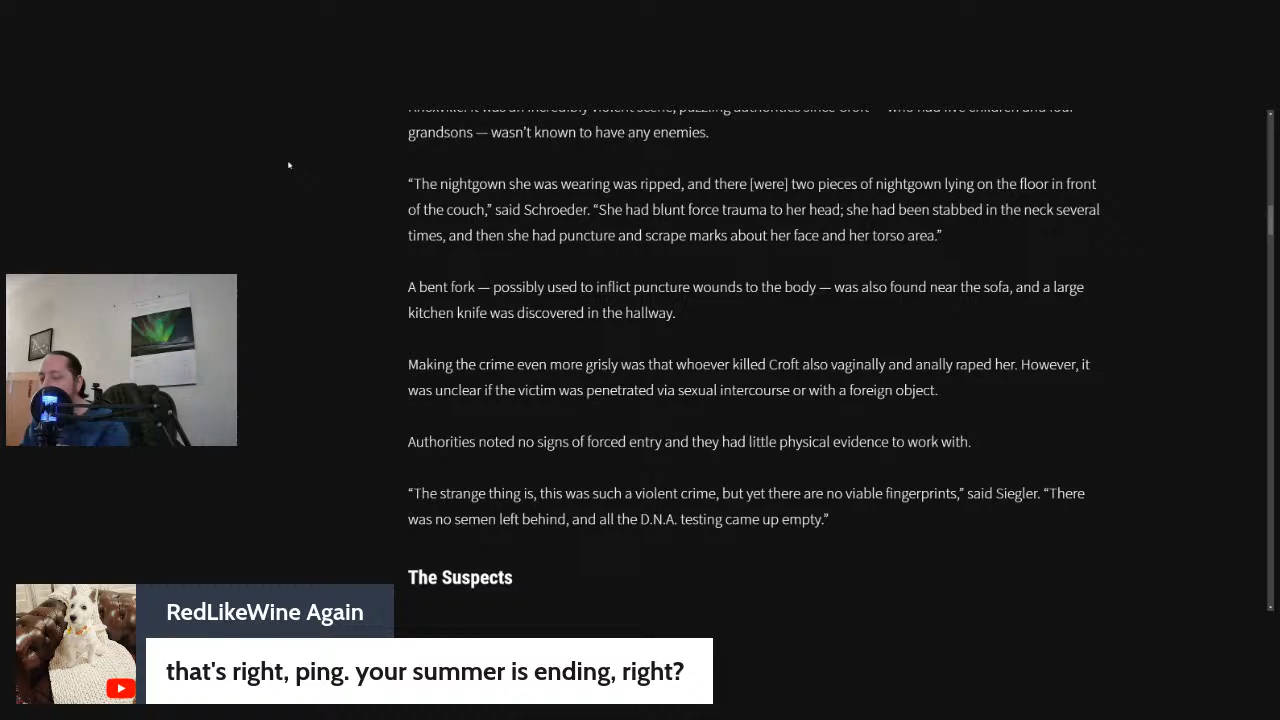 grandsons — wasn't known to have any enemies.
“The nightgown she was wearing was ripped, and there [were] two pieces of nightgown lying on the floor in front
of the couch,” said Schroeder. “She had blunt force trauma to her head; she had been stabbed in the neck several
times, and then she had puncture and scrape marks about her face and her torso area.”
A bent fork — possibly used to inflict puncture wounds to the body — was also found near the sofa, and a large
kitchen knife was discovered in the hallway.
Making the crime even more grisly was that whoever killed Croft also vaginally and anally raped her. However, it
was unclear if the victim was penetrated via sexual intercourse or with a foreign object.
Authorities noted no signs of forced entry and they had little physical evidence to work with.
“The strange thing is, this was such a violent crime, but yet there are no viable fingerprints,” said Siegler. “There
was no semen left behind, and all the D.N.A. testing came up empty.”
The Suspects
RedLikeWine Again
that's right, ping. your summer is ending, right?